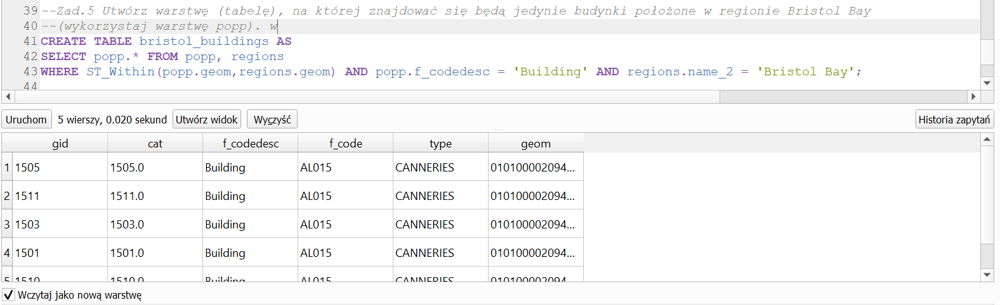 39 --Zad.5 Utwórz warstwę (tabelę), na której znajdować się będą jedynie budynki położone w regionie Bristol Bay
40 --(wykorzystaj warstwę popp). w
41 CREATE TABLE bristol_buildings AS
42 SELECT popp.* FROM popp, regions
43 WHERE ST_Within(popp.geom,regions.geom) AND popp.f_codedesc = 'Building' AND regions.name_2 = 'Bristol Bay';
44
Uruchom 5 wierszy, 0.020 sekund Utwórz widok Wyczyść Historia zapytań
gid cat f_codedesc f_code type geom
1 1505 1505.0 Building AL015 CANNERIES 010100002094...
2 1511 1511.0 Building AL015 CANNERIES 010100002094...
3 1503 1503.0 Building AL015 CANNERIES 010100002094...
4 1501 1501.0 Building AL015 CANNERIES 010100002094...
5 1510 1510.0 Building AL015 CANNERIES 010100002094...
Wczytaj jako nową warstwę